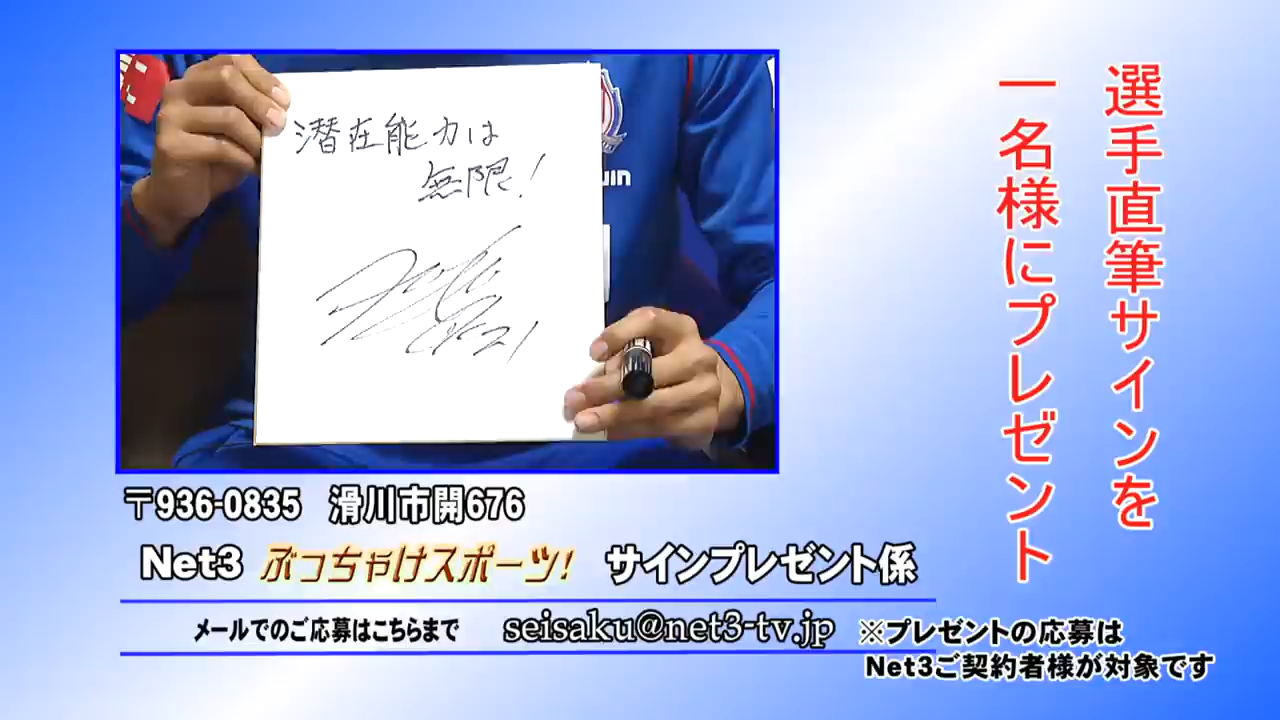 選手直筆サインを
一名様にプレゼント
潜在能力は
無限!
〒936-0835 滑川市開676
Net3 ぶっちゃけスポーツ! サインプレゼント係
メールでのご応募はこちらまで seisaku@net3-tv.jp
※プレゼントの応募は
Net3ご契約者様が対象です